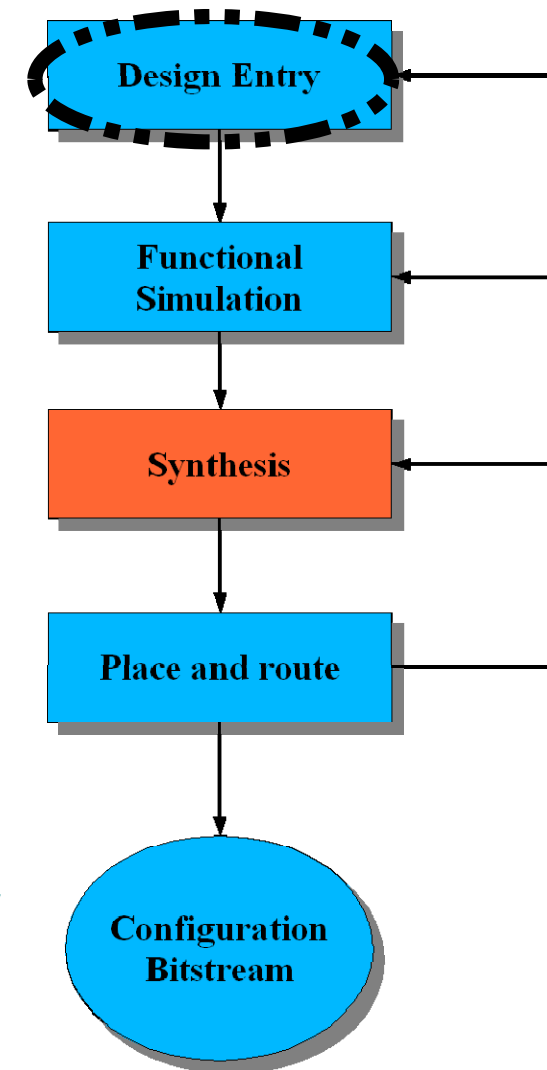 Design Entry
Functional
Simulation
Synthesis
Place and route
Configuration
Bitstream